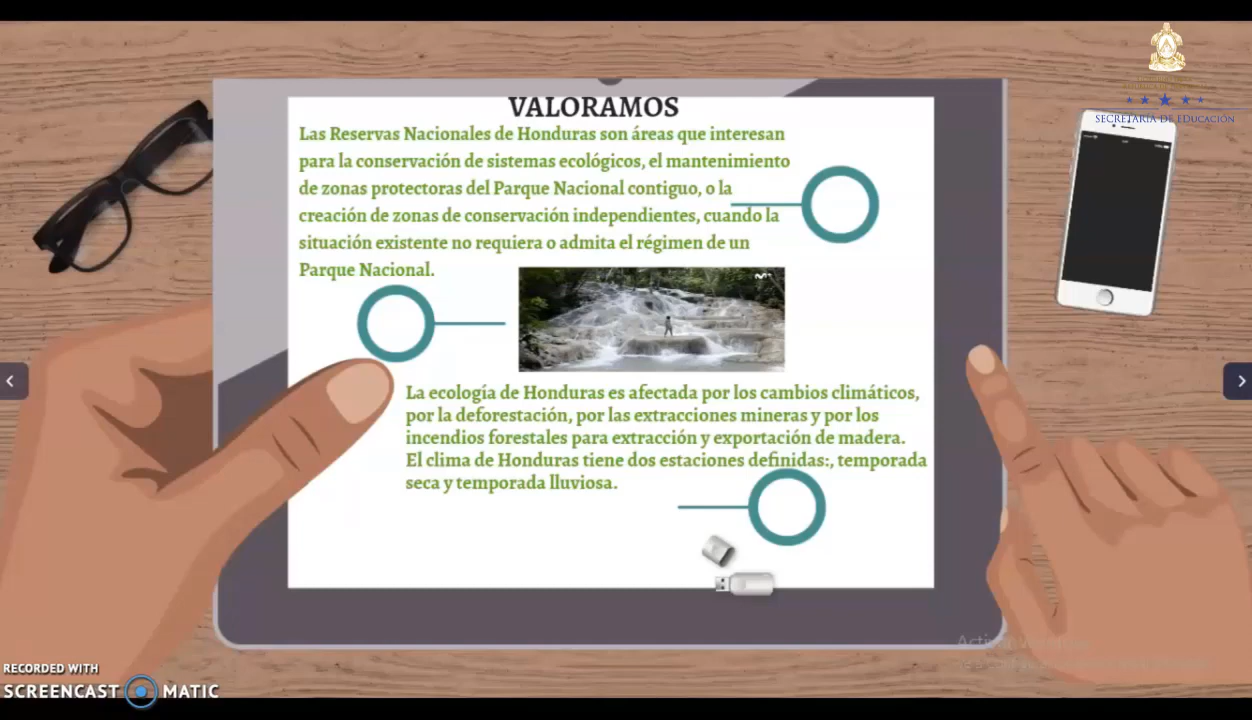 VALORAMOS
Las Reservas Nacionales de Honduras son áreas que interesan
para la conservación de sistemas ecológicos, el mantenimiento
de zonas protectoras del Parque Nacional contiguo, o la
creación de zonas de conservación independientes, cuando la
situación existente no requiera o admita el régimen de un
Parque Nacional.
La ecología de Honduras es afectada por los cambios climáticos,
por la deforestación, por las extracciones mineras y por los
incendios forestales para extracción y exportación de madera.
El clima de Honduras tiene dos estaciones definidas:, temporada
seca y temporada lluviosa.
SECRETARÍA DE EDUCACIÓN
RECORDED WITH
SCREENCAST MATIC